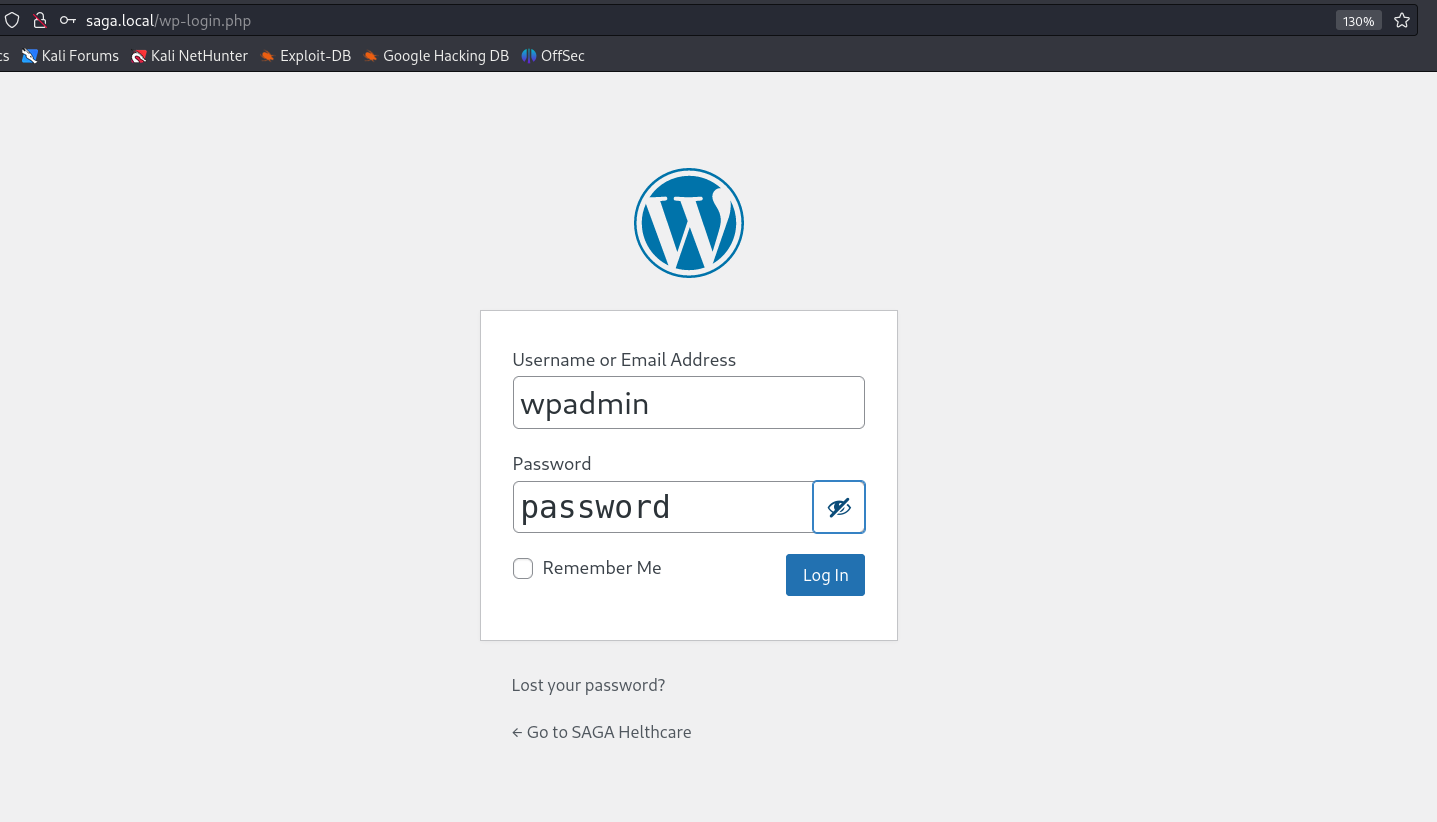 saga.local/wp-login.php 130%
cs Kali Forums Kali NetHunter Exploit-DB Google Hacking DB OffSec
Username or Email Address
wpadmin
Password
password
Remember Me Log In
Lost your password?
← Go to SAGA Helthcare